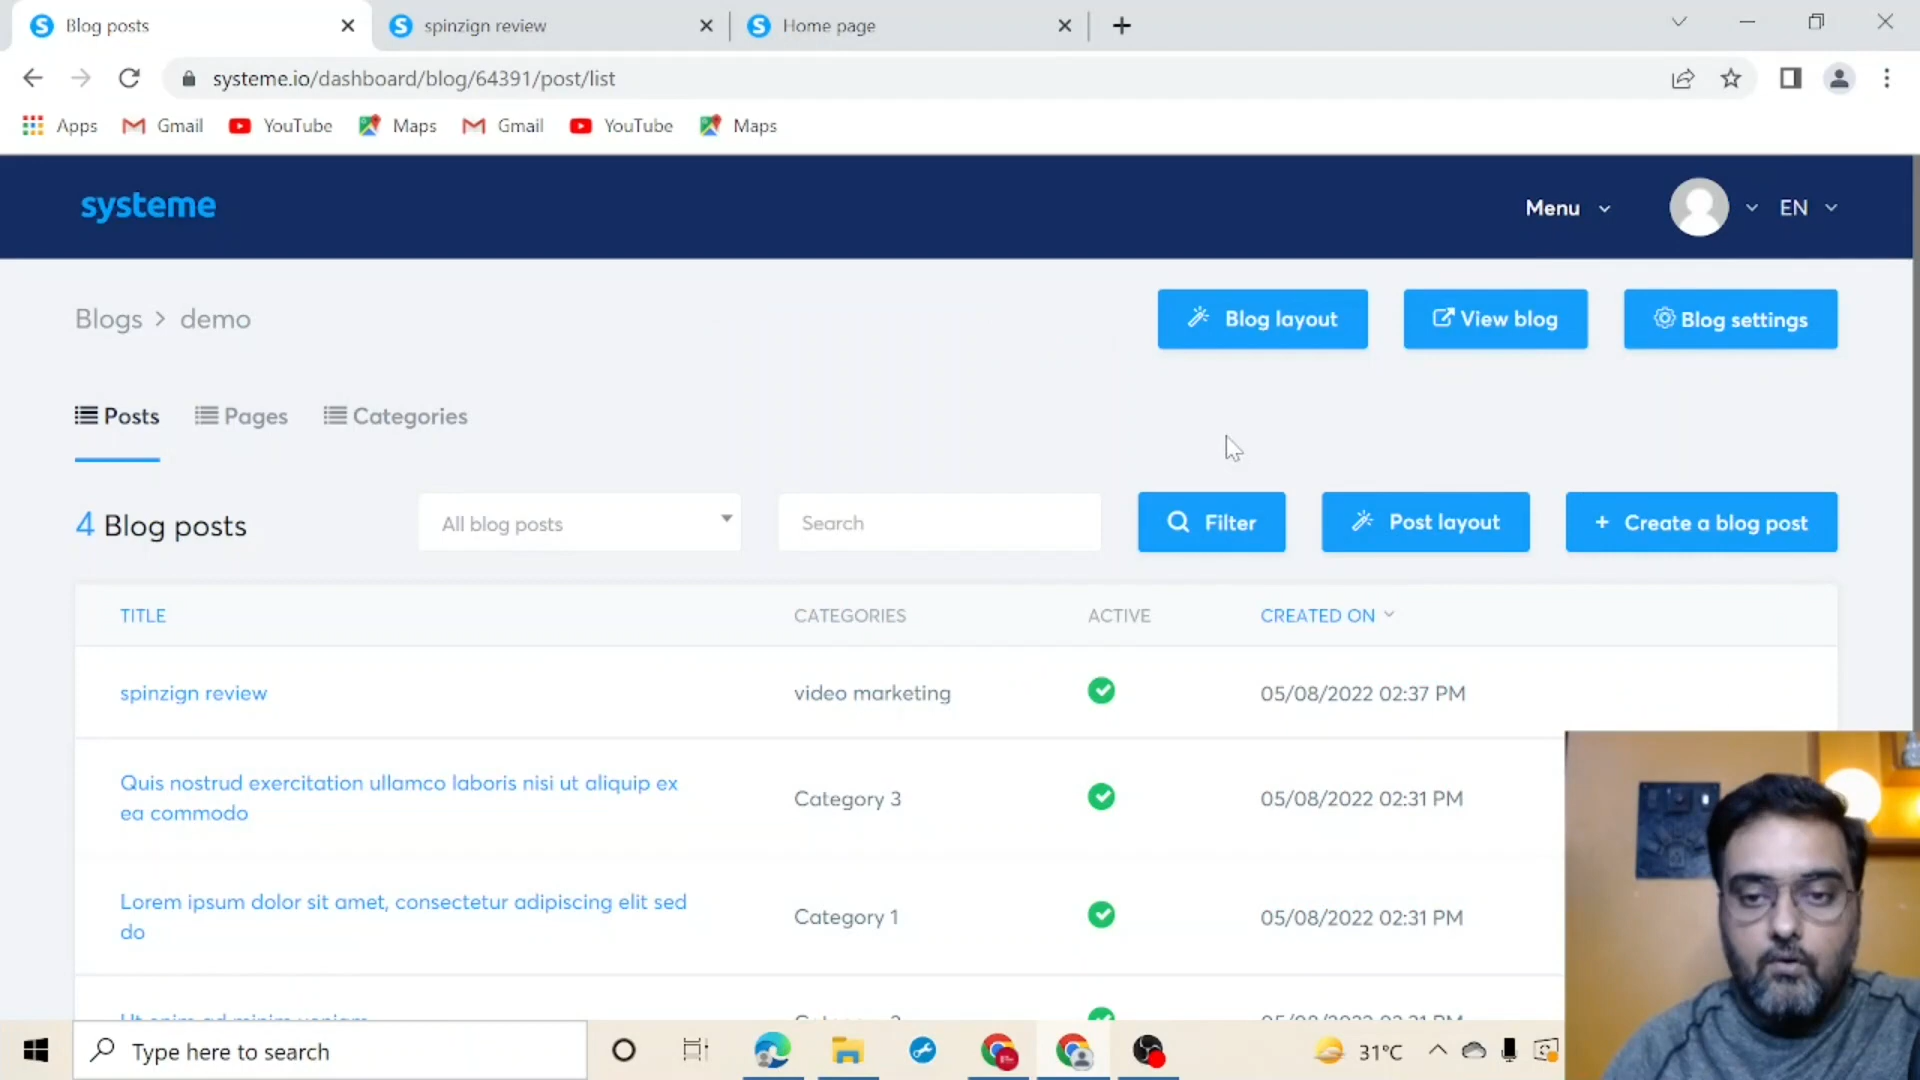 Blog posts
spinzign review
Home page
systeme.io/dashboard/blog/64391/post/list
Apps
Gmail
YouTube
Maps
Gmail
YouTube
Maps
systeme
Menu
EN
Blogs > demo
Blog layout
View blog
Blog settings
Posts
Pages
Categories
4 Blog posts
All blog posts
Search
Filter
Post layout
+ Create a blog post
TITLE
CATEGORIES
ACTIVE
CREATED ON
spinzign review
video marketing
05/08/2022 02:37 PM
Quis nostrud exercitation ullamco laboris nisi ut aliquip ex
ea commodo
Category 3
05/08/2022 02:31 PM
Lorem ipsum dolor sit amet, consectetur adipiscing elit sed
do
Category 1
05/08/2022 02:31 PM
Type here to search
31°C